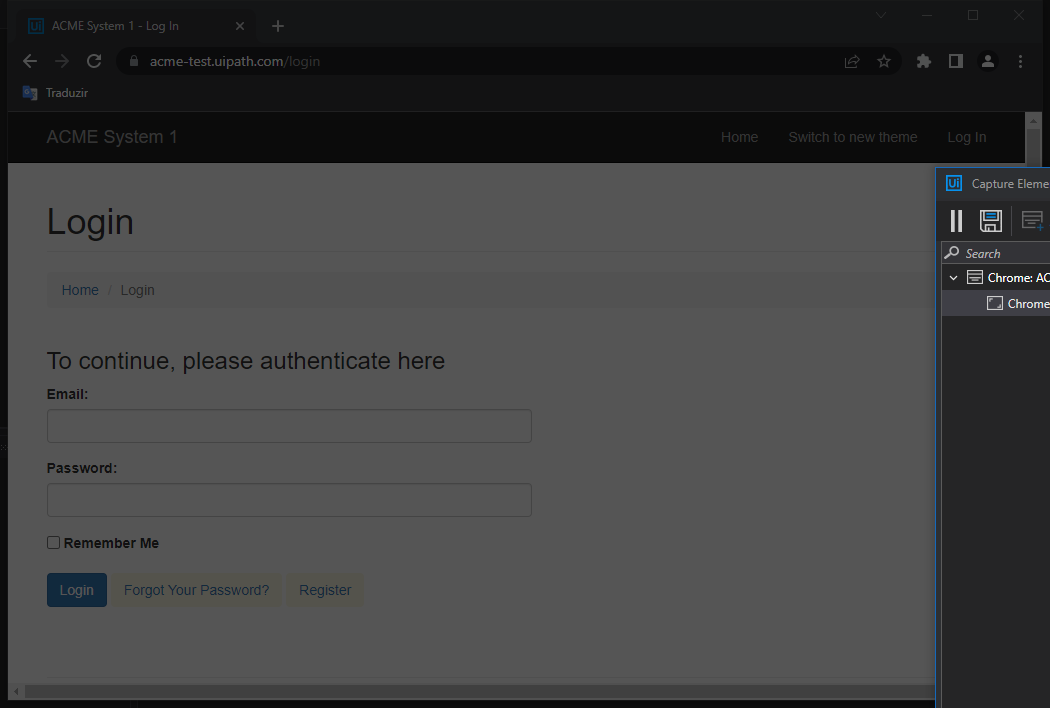 Ui ACME System 1 - Log In
acme-test.uipath.com/login
Traduzir
ACME System 1 Home Switch to new theme Log In
Ui Capture Eleme
Login
Search
Chrome: AC
Home / Login
Chrome
To continue, please authenticate here
Email:
Password:
Remember Me
Login Forgot Your Password? Register